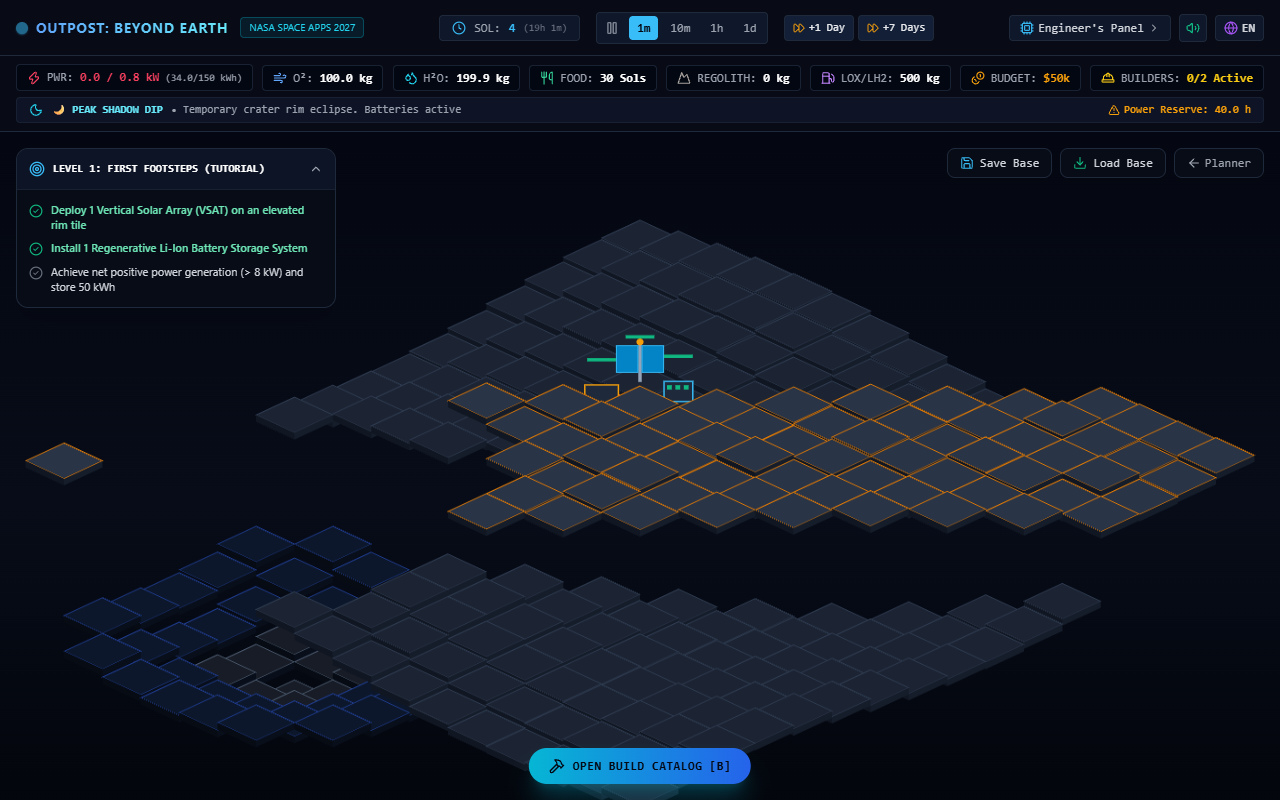 OUTPOST: BEYOND EARTH
NASA SPACE APPS 2027
SOL: 4 (19h 1m)
1m 10m 1h 1d
+1 Day
+7 Days
Engineer's Panel
EN
PWR: 0.0 / 0.8 kW (34.0/150 kWh)
O²: 100.0 kg
H²O: 199.9 kg
FOOD: 30 Sols
REGOLITH: 0 kg
LOX/LH2: 500 kg
BUDGET: $50k
BUILDERS: 0/2 Active
PEAK SHADOW DIP • Temporary crater rim eclipse. Batteries active
Power Reserve: 40.0 h
LEVEL 1: FIRST FOOTSTEPS (TUTORIAL)
Deploy 1 Vertical Solar Array (VSAT) on an elevated
rim tile
Install 1 Regenerative Li-Ion Battery Storage System
Achieve net positive power generation (> 8 kW) and
store 50 kWh
Save Base
Load Base
Planner
OPEN BUILD CATALOG [B]